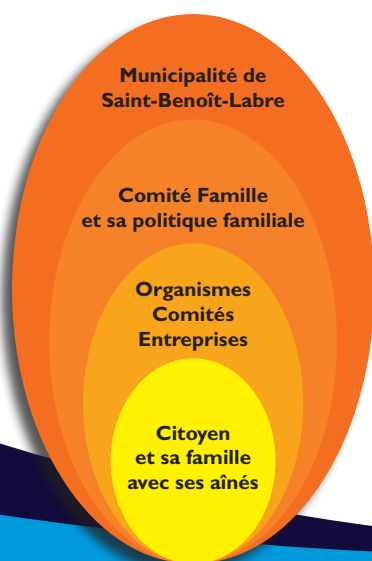 Municipalité de
Saint-Benoît-Labre
Comité Famille
et sa politique familiale
Organismes
Comités
Entreprises
Citoyen
et sa famille
avec ses aînés